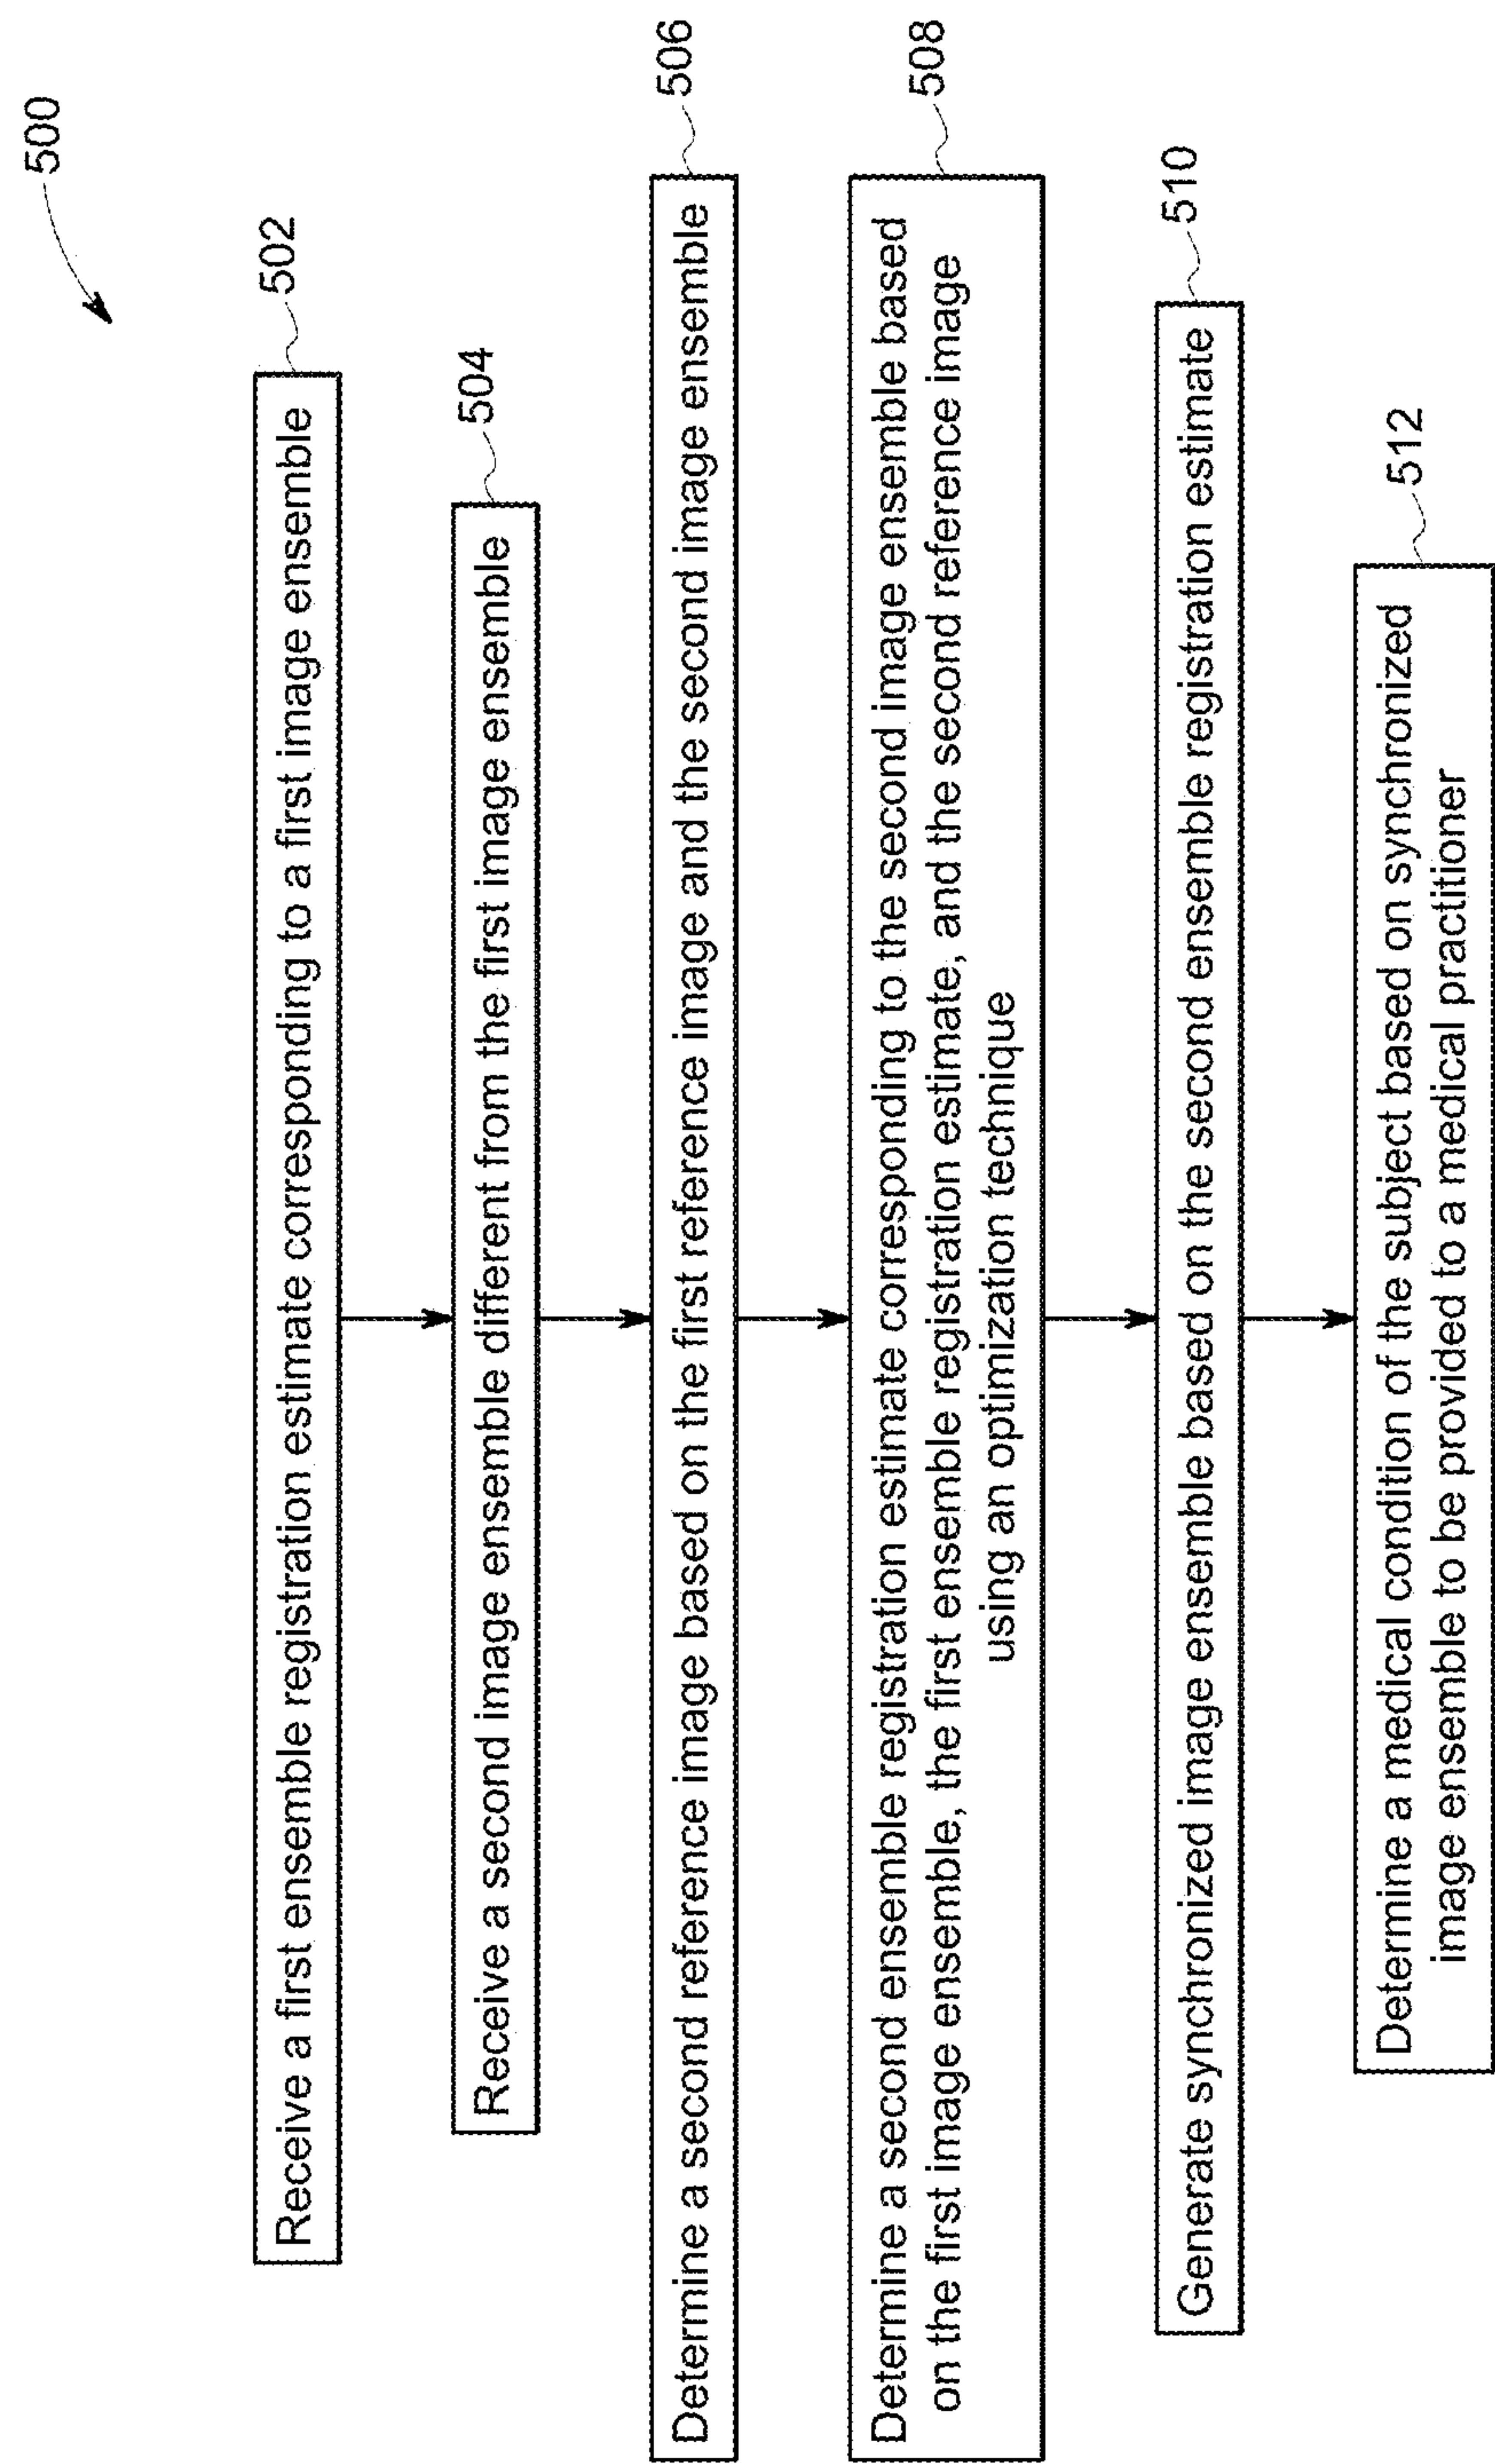 500
Receive a first ensemble registration estimate corresponding to a first image ensemble
502
Receive a second image ensemble different from the first image ensemble
504
Determine a second reference image based on the first reference image and the second image ensemble
506
Determine a second ensemble registration estimate corresponding to the second image ensemble based
on the first image ensemble, the first ensemble registration estimate, and the second reference image
using an optimization technique
508
Generate synchronized image ensemble based on the second ensemble registration estimate
510
Determine a medical condition of the subject based on synchronized
image ensemble to be provided to a medical practitioner
512